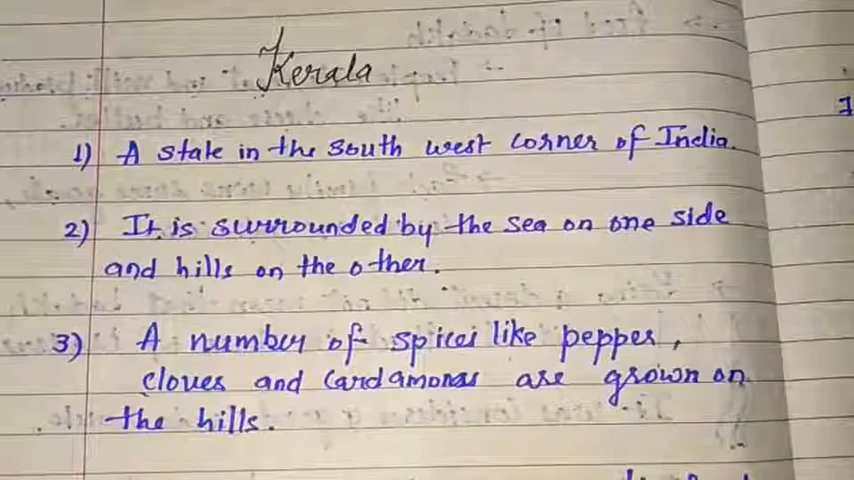 Kerala
1) A state in the South west corner of India.
2) It is surrounded by the sea on one side
and hills on the other.
3) A number of spices like pepper,
cloves and cardamoms are grown on
the hills.